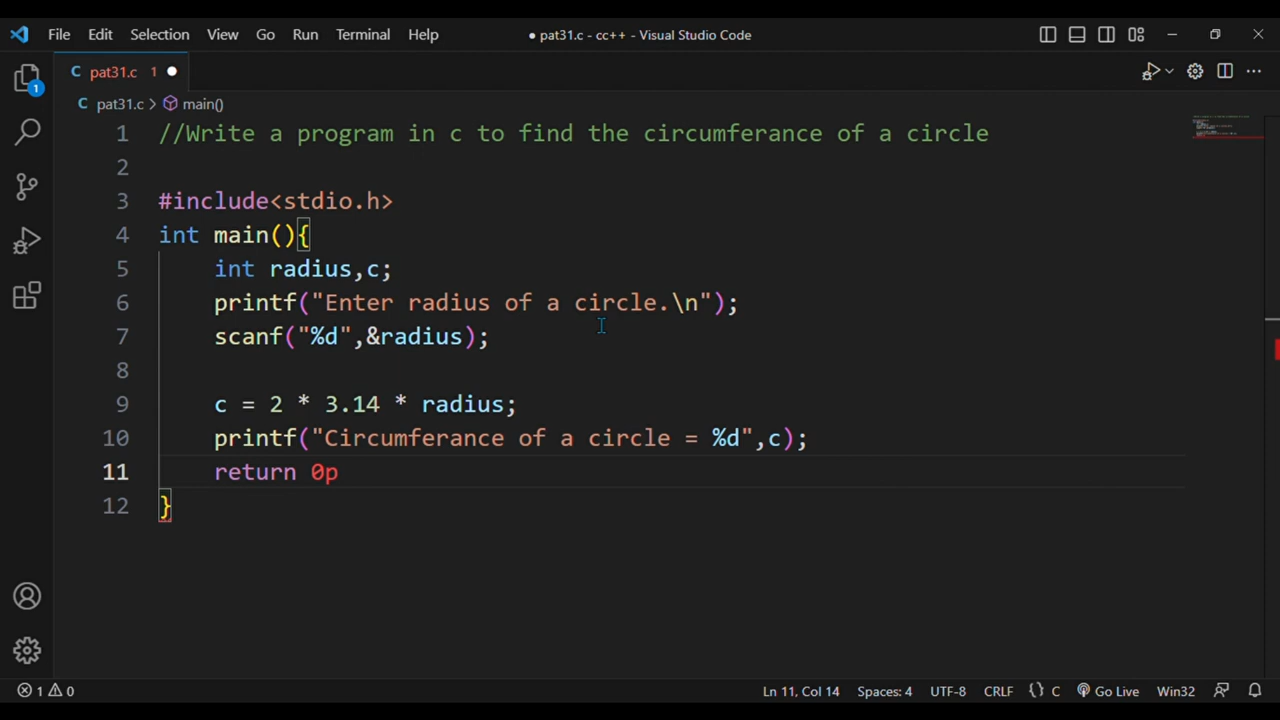 File Edit Selection View Go Run Terminal Help ● pat31.c - cc++ - Visual Studio Code
C pat31.c 1 ●
1
C pat31.c > main()
1 //Write a program in c to find the circumferance of a circle
2
3 #include<stdio.h>
4 int main(){
5 int radius,c;
6 printf("Enter radius of a circle.\n");
7 scanf("%d",&radius);
8
9 c = 2 * 3.14 * radius;
10 printf("Circumferance of a circle = %d",c);
11 return 0p
12 }
1 0 Ln 11, Col 14 Spaces: 4 UTF-8 CRLF {} C Go Live Win32